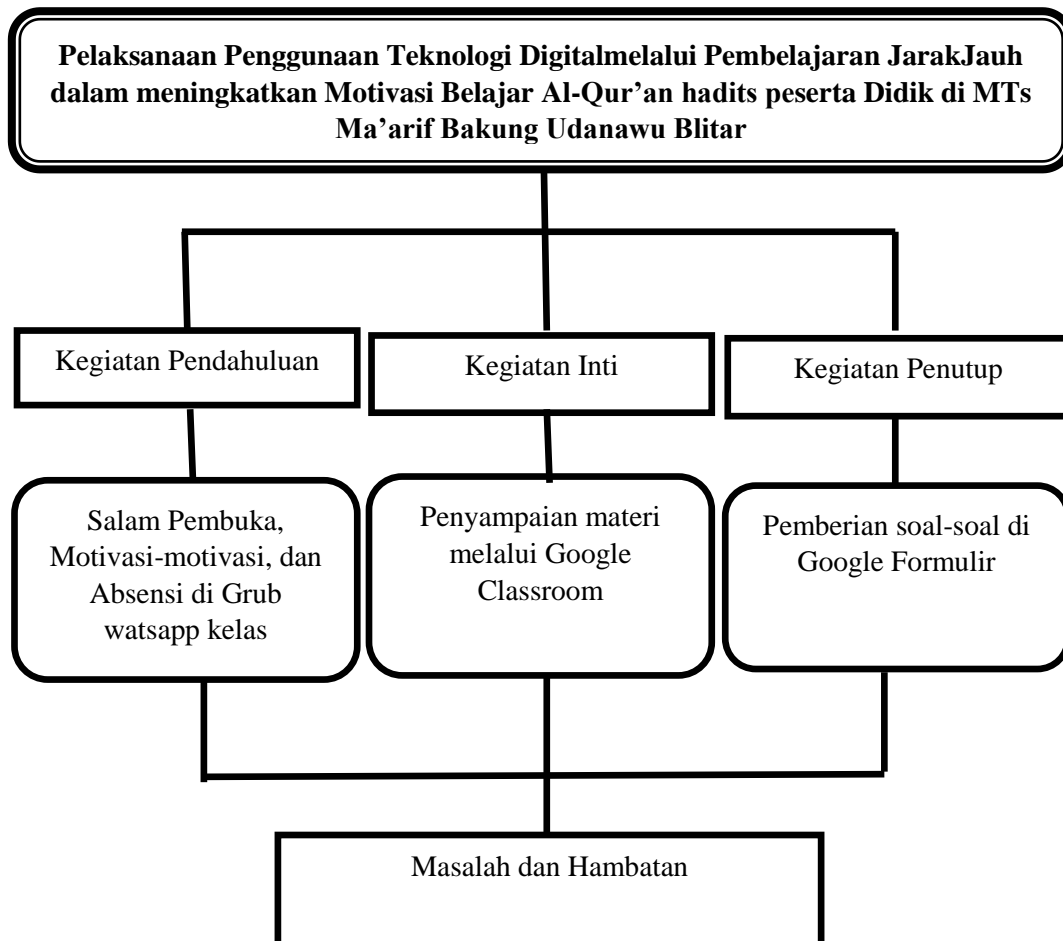 Pelaksanaan Penggunaan Teknologi Digitalmelalui Pembelajaran JarakJauh
dalam meningkatkan Motivasi Belajar Al-Qur’an hadits peserta Didik di MTs
Ma’arif Bakung Udanawu Blitar
Kegiatan Pendahuluan
Kegiatan Inti
Kegiatan Penutup
Salam Pembuka,
Motivasi-motivasi, dan
Absensi di Grub
watsapp kelas
Penyampaian materi
melalui Google
Classroom
Pemberian soal-soal di
Google Formulir
Masalah dan Hambatan